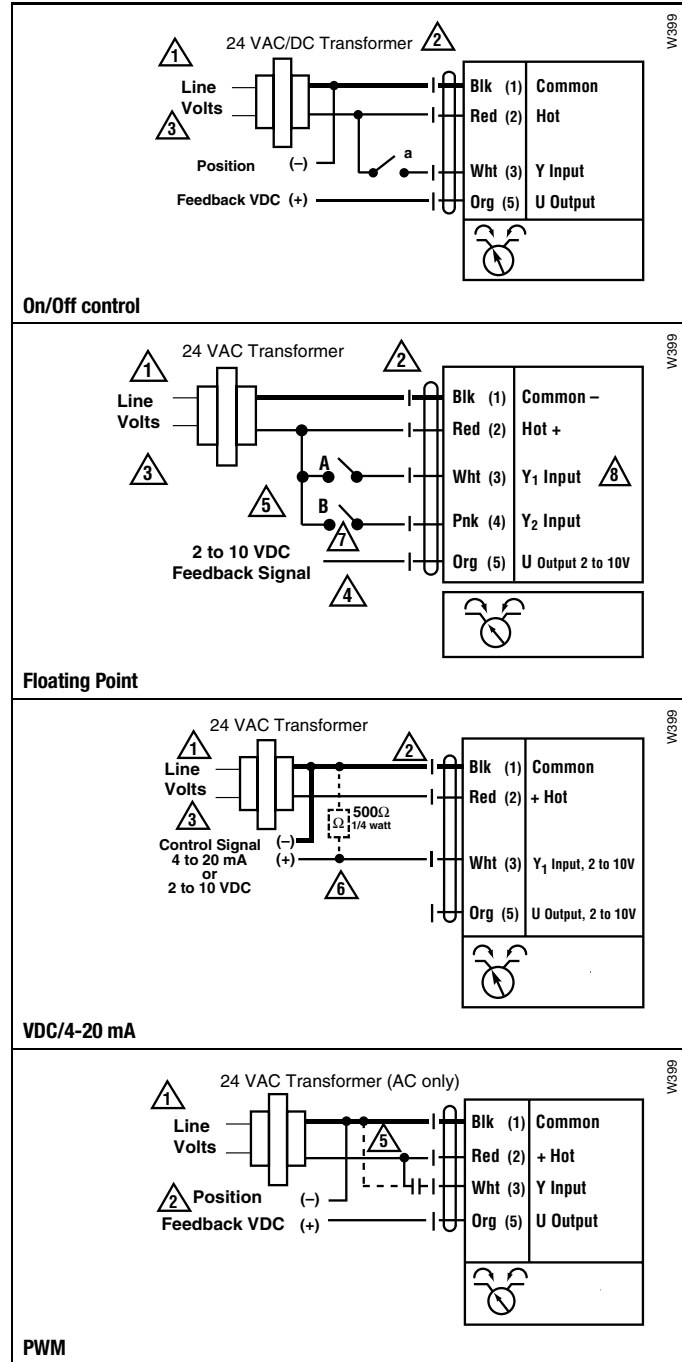 24 VAC/DC Transformer
W399
1
2
Line
Volts
3
Position (–)
Feedback VDC (+)
a
Blk (1) Common
Red (2) Hot
Wht (3) Y Input
Org (5) U Output
On/Off control
24 VAC Transformer
W399
1
2
Line
Volts
3
A
5
B
7
2 to 10 VDC
Feedback Signal
4
Blk (1) Common –
Red (2) Hot +
Wht (3) Y₁ Input 8
Pnk (4) Y₂ Input
Org (5) U Output 2 to 10V
Floating Point
24 VAC Transformer
W399
1
2
Line
Volts
3
500Ω
1/4 watt
Ω
Control Signal (–)
4 to 20 mA (+)
or
2 to 10 VDC
6
Blk (1) Common
Red (2) + Hot
Wht (3) Y₁ Input, 2 to 10V
Org (5) U Output, 2 to 10V
VDC/4-20 mA
24 VAC Transformer (AC only)
W399
1
Line
Volts
5
2 Position (–)
Feedback VDC (+)
Blk (1) Common
Red (2) + Hot
Wht (3) Y Input
Org (5) U Output
PWM